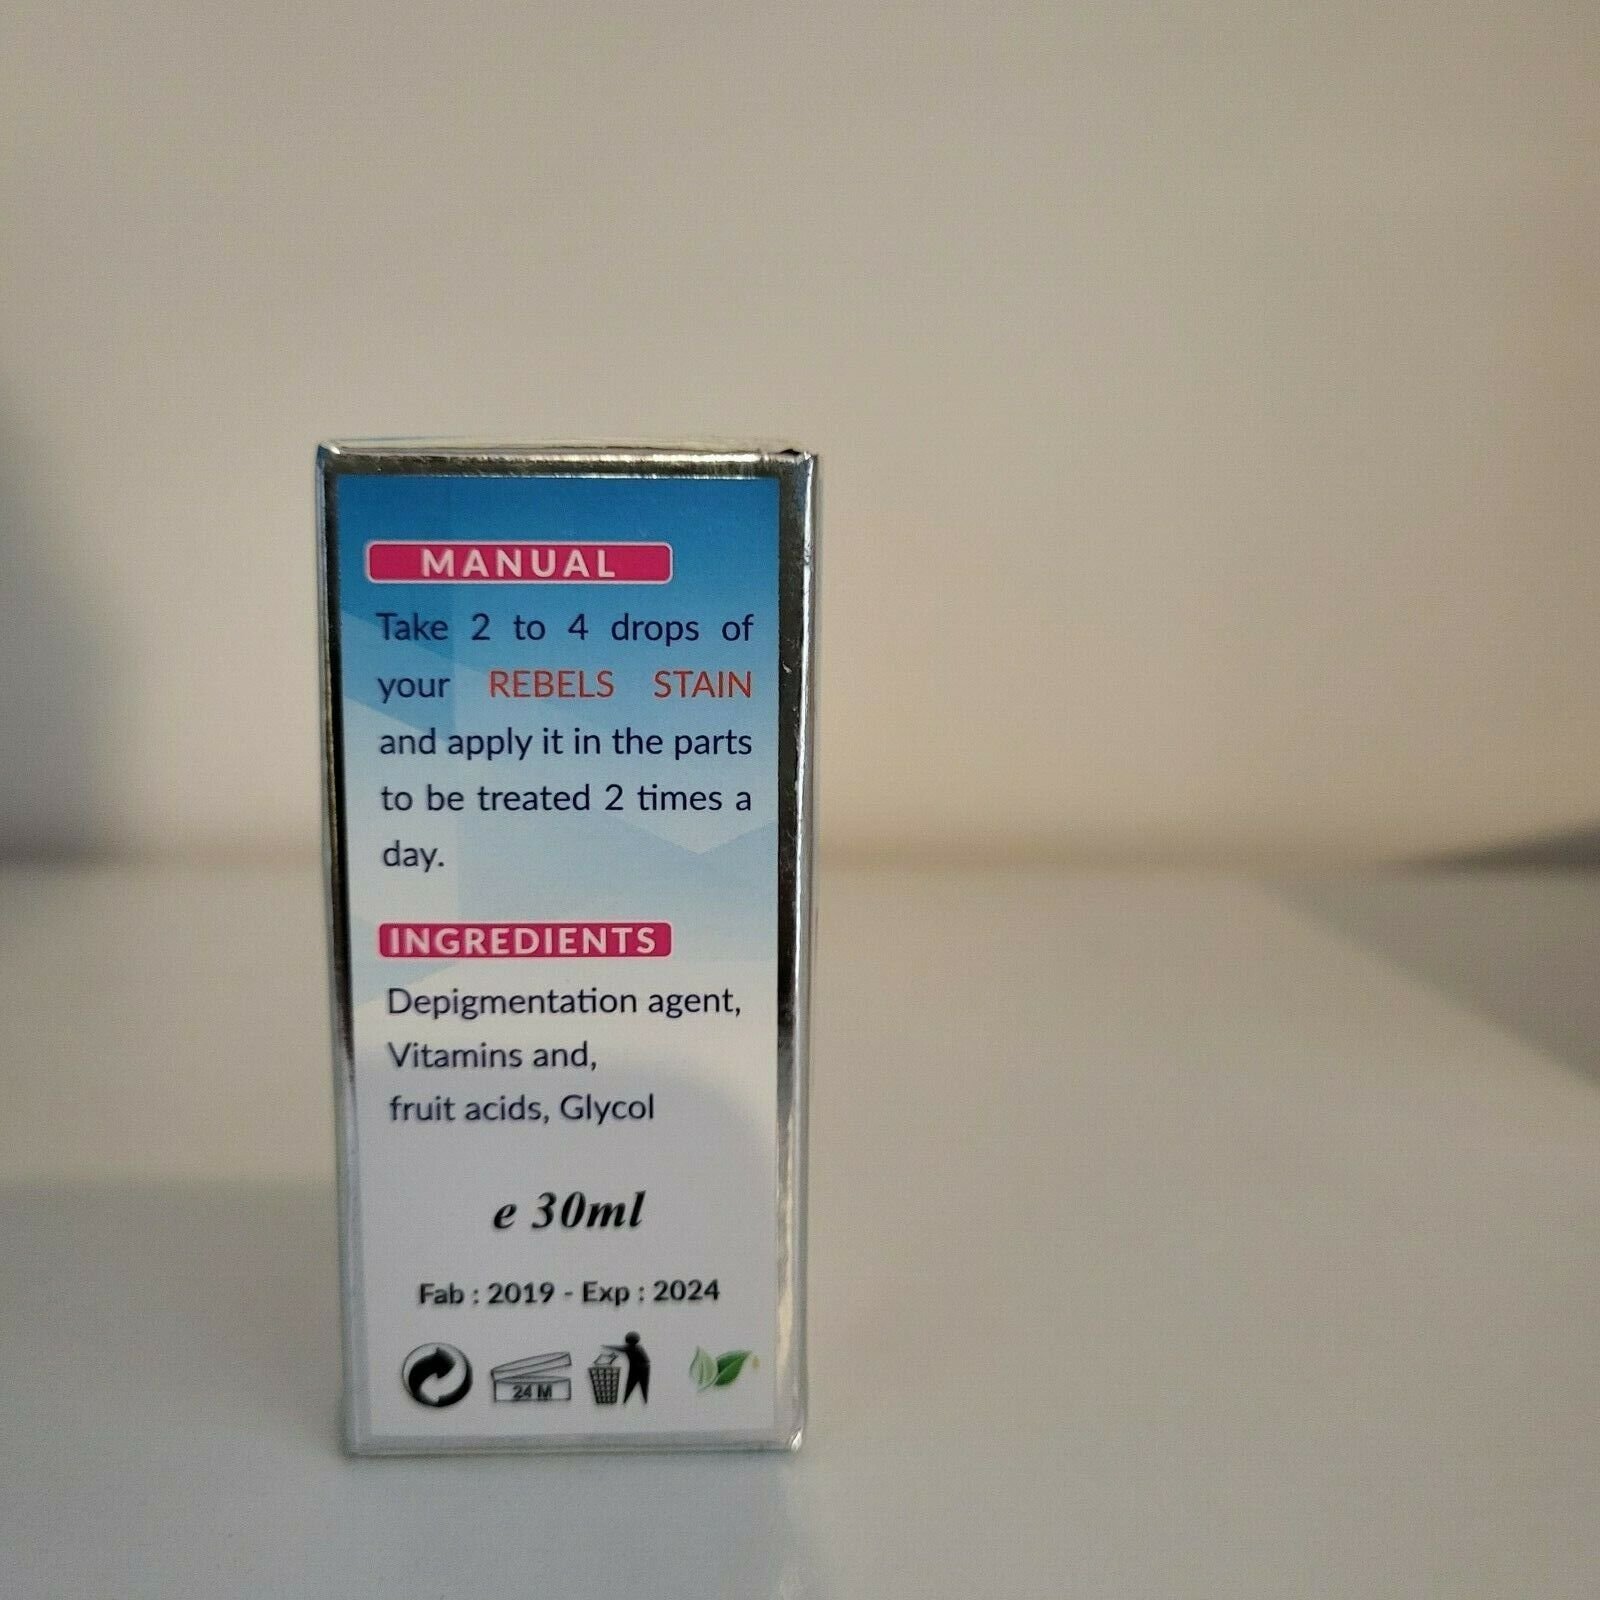 MANUAL
Take 2 to 4 drops of
your REBELS STAIN
and apply it in the parts
to be treated 2 times a
day.
INGREDIENTS
Depigmentation agent,
Vitamins and,
fruit acids, Glycol
e 30ml
Fab : 2019 - Exp : 2024
24 M